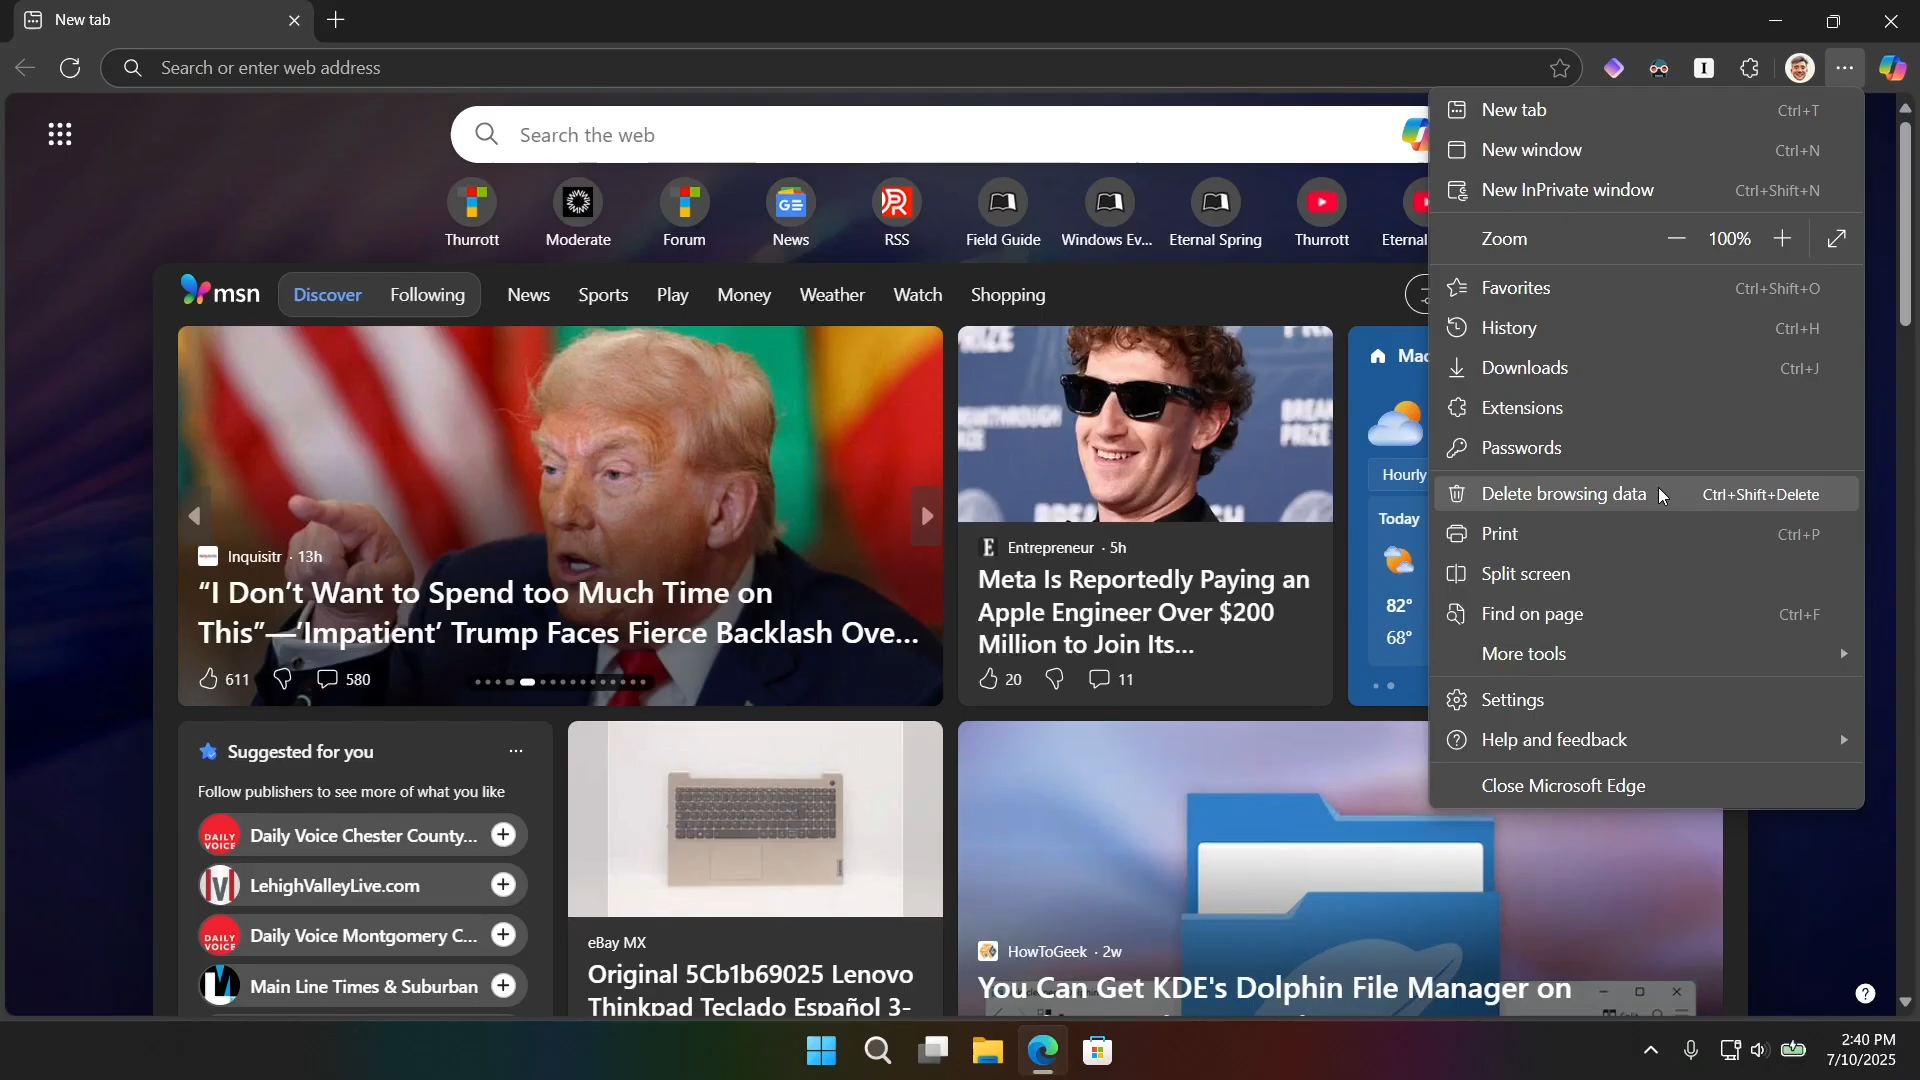 New tab
Search or enter web address
Search the web
Thurrott
Moderate
Forum
News
RSS
Field Guide
Windows Ev...
Eternal Spring
Thurrott
Eternal
msn
Discover
Following
News
Sports
Play
Money
Weather
Watch
Shopping
Inquisitr · 13h
“I Don’t Want to Spend too Much Time on
This”—‘Impatient’ Trump Faces Fierce Backlash Ove...
611
580
Entrepreneur · 5h
Meta Is Reportedly Paying an
Apple Engineer Over $200
Million to Join Its...
20
11
Hourly
Today
82°
68°
Suggested for you
Follow publishers to see more of what you like
DAILY VOICE
Daily Voice Chester County...
LehighValleyLive.com
DAILY VOICE
Daily Voice Montgomery C...
Main Line Times & Suburban
eBay MX
Original 5Cb1b69025 Lenovo
Thinkpad Teclado Español 3-
HowToGeek · 2w
You Can Get KDE's Dolphin File Manager on
New tab Ctrl+T
New window Ctrl+N
New InPrivate window Ctrl+Shift+N
Zoom 100%
Favorites Ctrl+Shift+O
History Ctrl+H
Downloads Ctrl+J
Extensions
Passwords
Delete browsing data Ctrl+Shift+Delete
Print Ctrl+P
Split screen
Find on page Ctrl+F
More tools
Settings
Help and feedback
Close Microsoft Edge
2:40 PM
7/10/2025